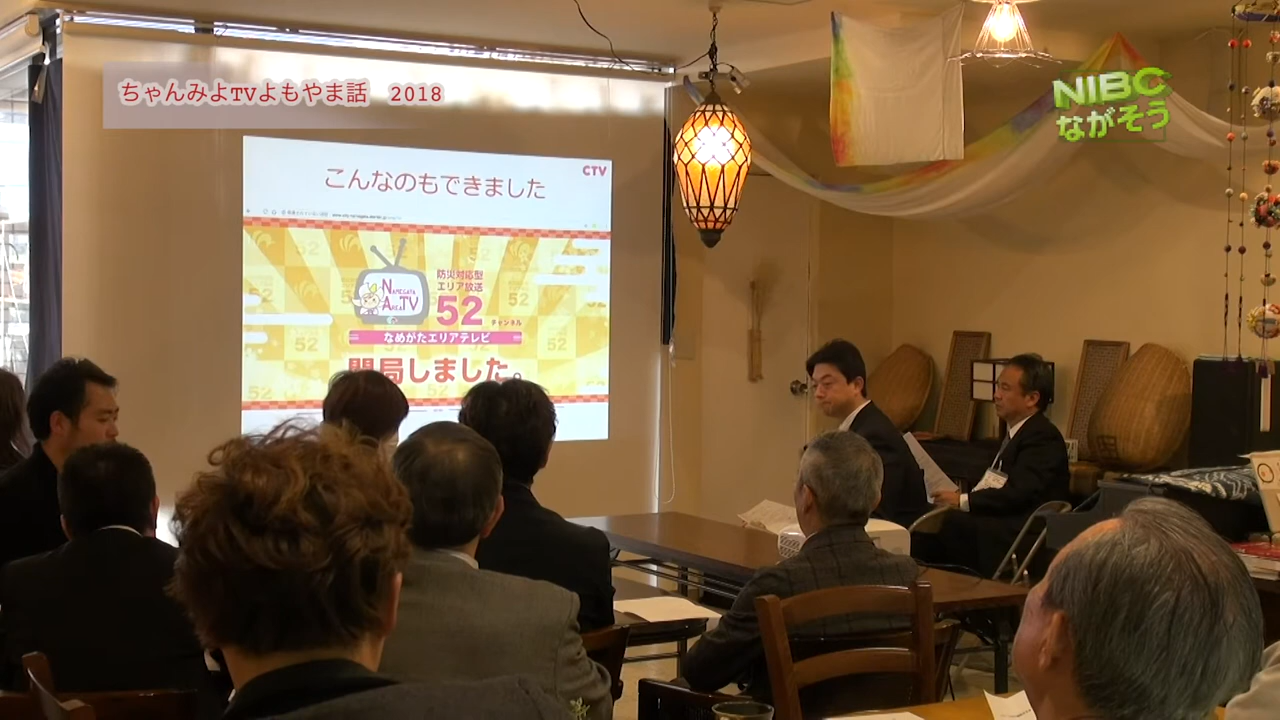 ちゃんみよTVよもやま話 2018
NIBC
ながそう
CTV
こんなのもできました
NAMEGATA
AREA TV
防災対応型
エリア放送
52
チャンネル
なめがたエリアテレビ
開局しました。